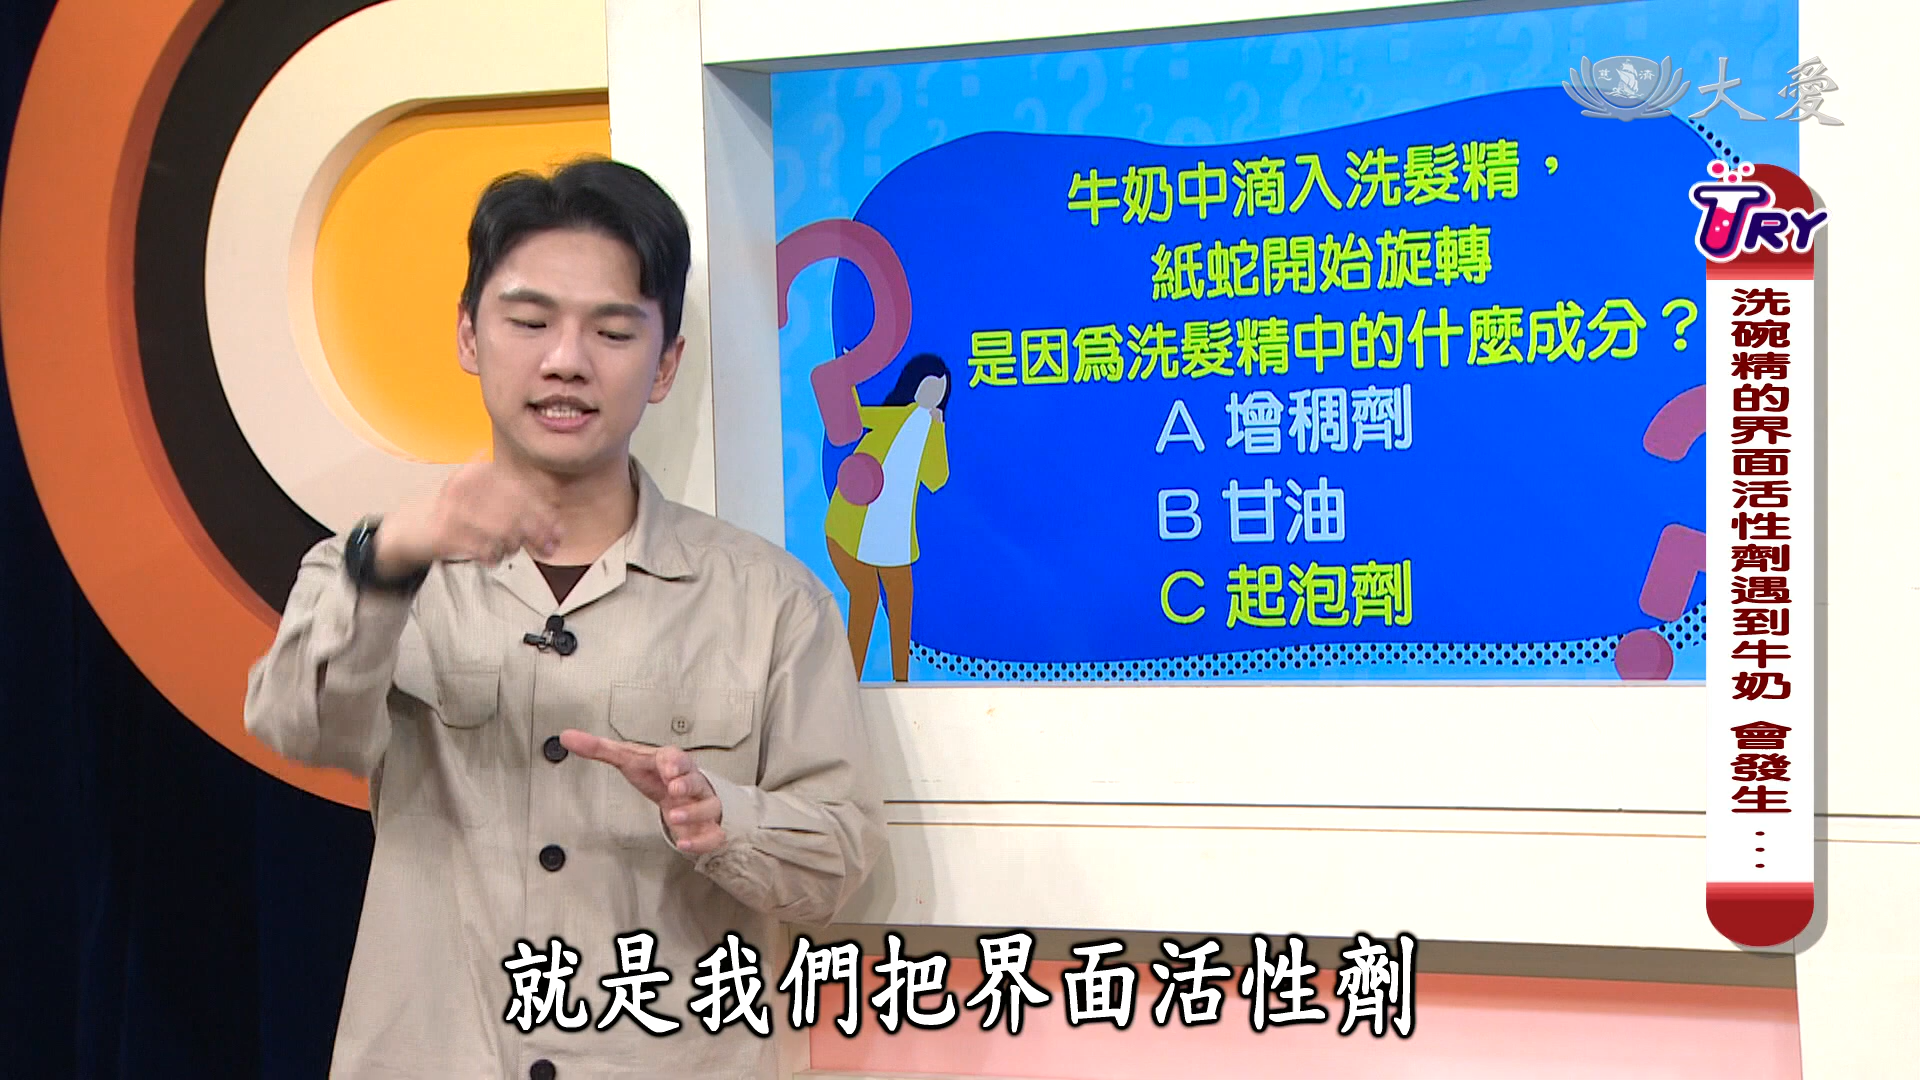 慈濟
大愛
TRY
洗碗精的界面活性劑遇到牛奶 會發生…
牛奶中滴入洗髮精，
紙蛇開始旋轉
是因為洗髮精中的什麼成分？
A 增稠劑
B 甘油
C 起泡劑
就是我們把界面活性劑